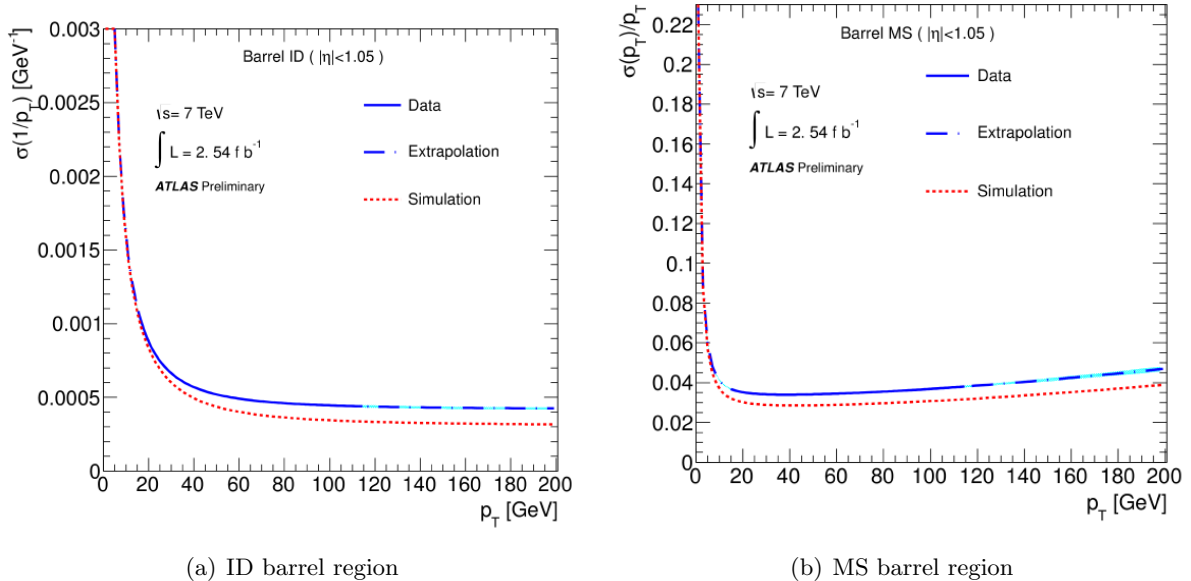 σ(1/p_T) [GeV⁻¹]
0.003
0.0025
0.002
0.0015
0.001
0.0005
0
Barrel ID ( |η|<1.05 )
√s= 7 TeV
∫ L = 2. 54 f b⁻¹
ATLAS Preliminary
Data
Extrapolation
Simulation
0 20 40 60 80 100 120 140 160 180 200
p_T [GeV]
(a) ID barrel region
σ(p_T)/p_T
0.22
0.2
0.18
0.16
0.14
0.12
0.1
0.08
0.06
0.04
0.02
0
Barrel MS ( |η|<1.05 )
√s= 7 TeV
∫ L = 2. 54 f b⁻¹
ATLAS Preliminary
Data
Extrapolation
Simulation
0 20 40 60 80 100 120 140 160 180 200
p_T [GeV]
(b) MS barrel region